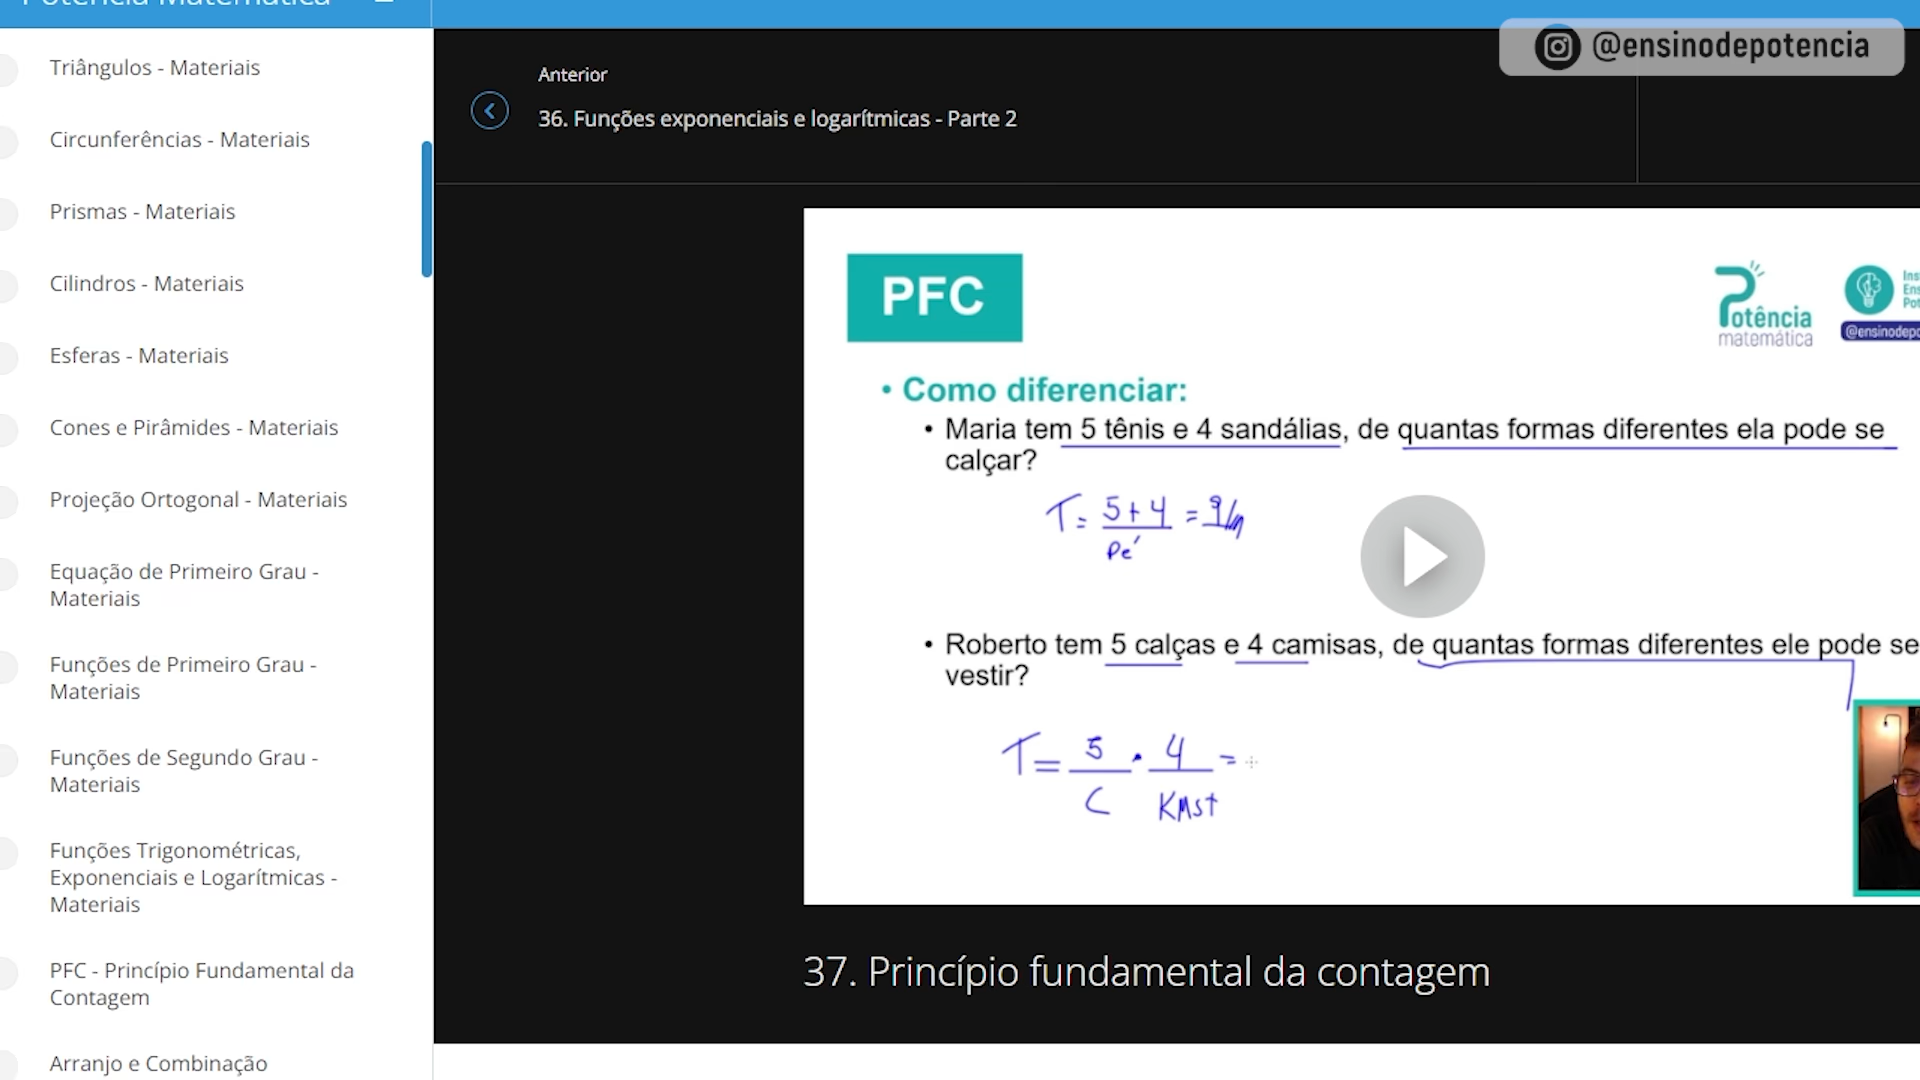 @ensinodepotencia
Triângulos - Materiais
Circunferências - Materiais
Prismas - Materiais
Cilindros - Materiais
Esferas - Materiais
Cones e Pirâmides - Materiais
Projeção Ortogonal - Materiais
Equação de Primeiro Grau -
Materiais
Funções de Primeiro Grau -
Materiais
Funções de Segundo Grau -
Materiais
Funções Trigonométricas,
Exponenciais e Logarítmicas -
Materiais
PFC - Princípio Fundamental da
Contagem
Arranjo e Combinação
Anterior
36. Funções exponenciais e logarítmicas - Parte 2
PFC
Potência
matemática
• Como diferenciar:
• Maria tem 5 tênis e 4 sandálias, de quantas formas diferentes ela pode se
calçar?
T = 5 + 4 = 9
Pé
• Roberto tem 5 calças e 4 camisas, de quantas formas diferentes ele pode se
vestir?
T = 5 · 4 =
C KMst
37. Princípio fundamental da contagem